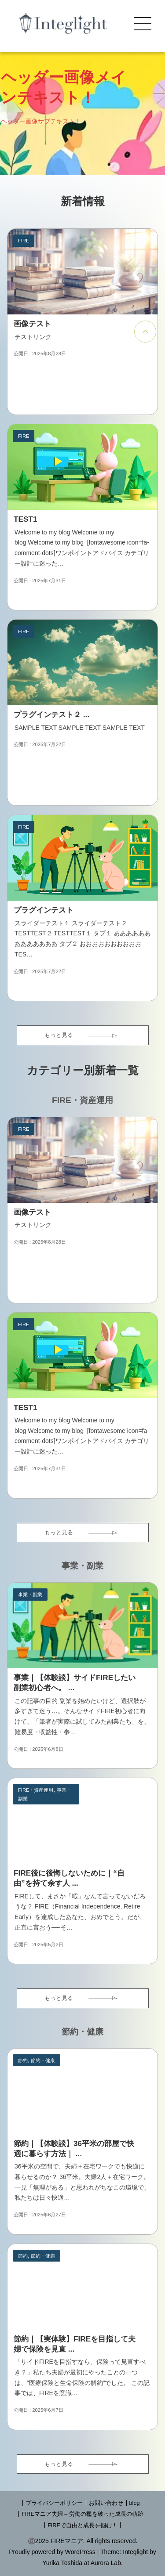 Integlight
ヘッダー画像メイ
ンテキスト！
ヘッダー画像サブテキスト！
新着情報
FIRE
画像テスト
テストリンク
公開日 : 2025年8月28日
FIRE
TEST1
Welcome to my blog Welcome to my
blog Welcome to my blog [fontawesome icon=fa-
comment-dots]ワンポイントアドバイス カテゴリ
ー設計に迷った…
公開日 : 2025年7月31日
FIRE
プラグインテスト２ ...
SAMPLE TEXT SAMPLE TEXT SAMPLE TEXT
公開日 : 2025年7月22日
FIRE
プラグインテスト
スライダーテスト１ スライダーテスト２
TESTTEST２ TESTTEST１ タブ１ ああああああ
あああああああ タブ２ おおおおおおおおおお
TES…
公開日 : 2025年7月22日
もっと見る
カテゴリー別新着一覧
FIRE・資産運用
FIRE
画像テスト
テストリンク
公開日 : 2025年8月28日
FIRE
TEST1
Welcome to my blog Welcome to my
blog Welcome to my blog [fontawesome icon=fa-
comment-dots]ワンポイントアドバイス カテゴリ
ー設計に迷った…
公開日 : 2025年7月31日
もっと見る
事業・副業
事業・副業
事業｜【体験談】サイドFIREしたい
副業初心者へ。 ...
この記事の目的 副業を始めたいけど、選択肢が
多すぎて迷う…。そんなサイドFIRE初心者に向
けて、「筆者が実際に試してみた副業たち」を、
難易度・収益性・参…
公開日 : 2025年6月8日
FIRE・資産運用, 事業・
副業
FIRE後に後悔しないために｜“自
由”を持て余す人 ...
FIREして、まさか「暇」なんて言ってないだろ
うな？ FIRE（Financial Independence, Retire
Early）を達成したあなた、おめでとう。だが、
正直に言おう──そ…
公開日 : 2025年5月2日
もっと見る
節約・健康
節約, 節約・健康
節約｜【体験談】36平米の部屋で快
適に暮らす方法｜ ...
36平米の空間で、夫婦＋在宅ワークでも快適に
暮らせるのか？ 36平米。夫婦2人＋在宅ワーク。
一見「無理がある」と思われがちなこの環境で、
私たちは日々快適…
公開日 : 2025年6月27日
節約, 節約・健康
節約｜【実体験】FIREを目指して夫
婦で保険を見直 ...
「サイドFIREを目指すなら、保険って見直すべ
き？」私たち夫婦が最初にやったことの一つ
は、“医療保険と生命保険の解約”でした。 この記
事では、FIREを意識…
公開日 : 2025年6月7日
もっと見る
| プライバシーポリシー | お問い合わせ | blog
| FIREマニア夫婦 – 労働の檻を破った成長の軌跡
| FIREで自由と成長を掴む！ |
Ⓒ2025 FIREマニア. All rights reserved.
Proudly powered by WordPress | Theme: Integlight by
Yurika Toshida at Aurora Lab.